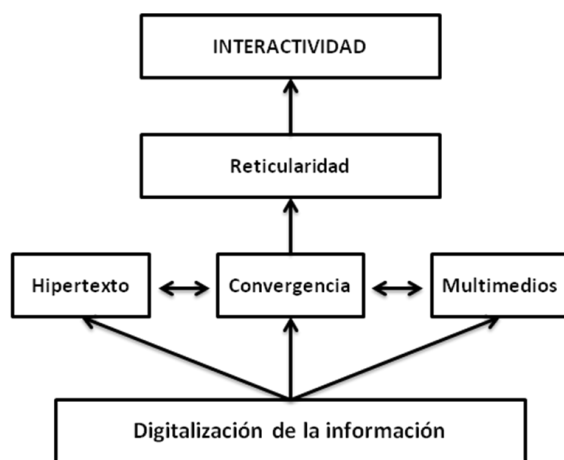 INTERACTIVIDAD
Reticularidad
Hipertexto
Convergencia
Multimedios
Digitalización de la información